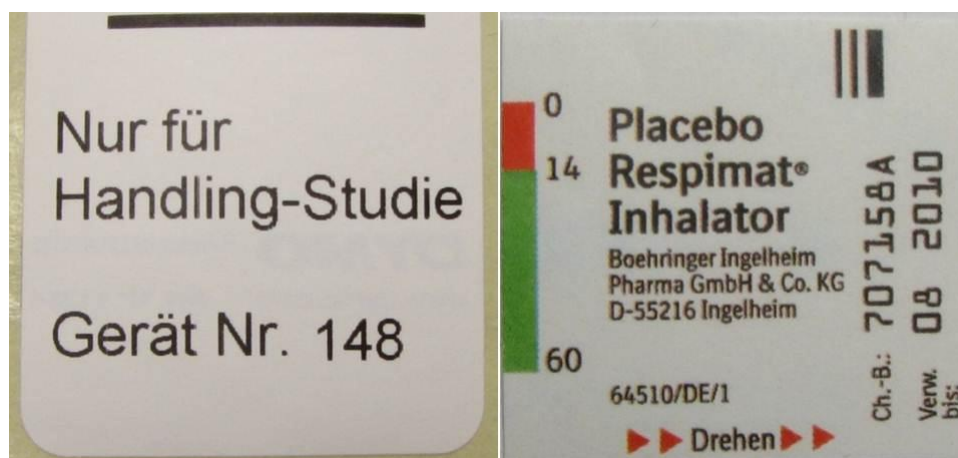 Nur für
Handling-Studie
Gerät Nr. 148
0
14
60
Placebo
Respimat®
Inhalator
Boehringer Ingelheim
Pharma GmbH & Co. KG
D-55216 Ingelheim
64510/DE/1
Drehen
Ch.-B.: 707158A
Verw. bis: 08 2010